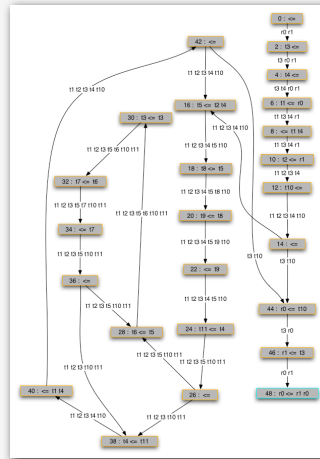 0 : <=
r0 r1
2 : t3 <=
t3 r0 r1
4 : t4 <=
t3 t4 r0 r1
6 : t1 <= r0
t1 t3 t4 r1
8 : <= t1 t4
t1 t3 t4 r1
10 : t2 <= r1
t1 t2 t3 t4
12 : t10 <=
t1 t2 t3 t4 t10
14 : <=
t3 t10
44 : r0 <= t10
t3 r0
46 : r1 <= t3
r0 r1
48 : r0 <= r1 r0
42 : <=
t1 t2 t3 t4 t10
16 : t5 <= t2 t4
t1 t2 t3 t4 t10
t1 t2 t3 t4 t5 t10
18 : t8 <= t5
t1 t2 t3 t4 t5 t8 t10
20 : t9 <= t8
t1 t2 t3 t4 t5 t9 t10
22 : <= t9
t1 t2 t3 t4 t5 t10
24 : t11 <= t4
t1 t2 t3 t5 t10 t11
26 : <=
30 : t3 <= t3
t1 t2 t3 t5 t6 t10 t11
32 : t7 <= t6
t1 t2 t3 t5 t7 t10 t11
34 : <= t7
t1 t2 t3 t5 t10 t11
36 : <=
t1 t2 t3 t5 t6 t10 t11
t1 t2 t3 t5 t10 t11
28 : t6 <= t5
t1 t2 t3 t5 t10 t11
t1 t2 t3 t10 t11
40 : <= t1 t4
t1 t2 t3 t4 t10
t1 t2 t3 t4 t10
t1 t2 t3 t10 t11
38 : t4 <= t11